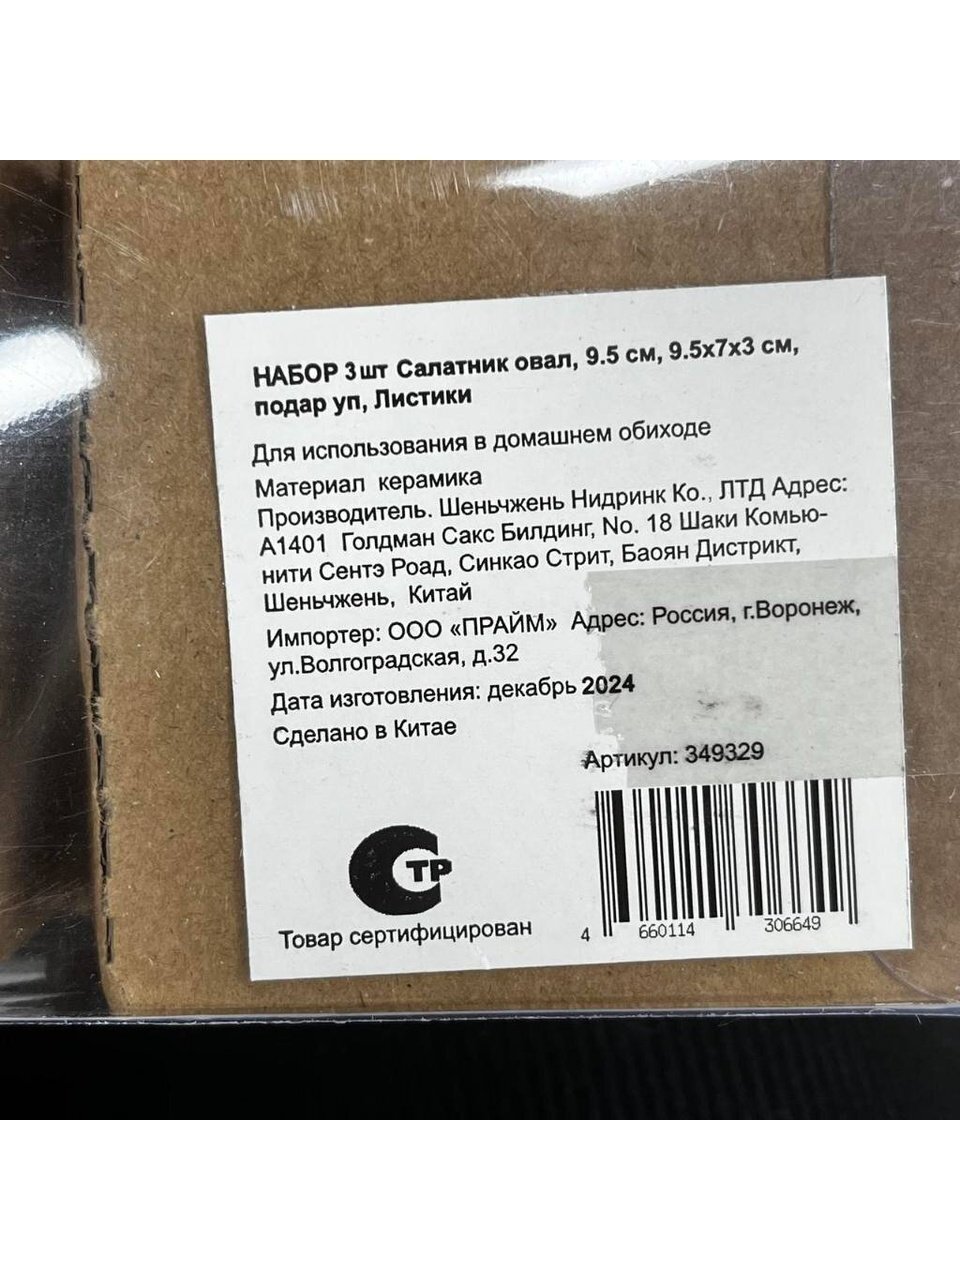 НАБОР 3шт Салатник овал, 9.5 см, 9.5x7x3 см,
подар уп, Листики
Для использования в домашнем обиходе
Материал керамика
Производитель. Шеньчжень Нидринк Ко., ЛТД Адрес:
А1401 Голдман Сакс Билдинг, No. 18 Шаки Комью-
нити Сентэ Роад, Синкао Стрит, Баоян Дистрикт,
Шеньчжень, Китай
Импортер: ООО «ПРАЙМ» Адрес: Россия, г.Воронеж,
ул.Волгоградская, д.32
Дата изготовления: декабрь 2024
Сделано в Китае
Артикул: 349329
СТР
Товар сертифицирован
4 660114 306649